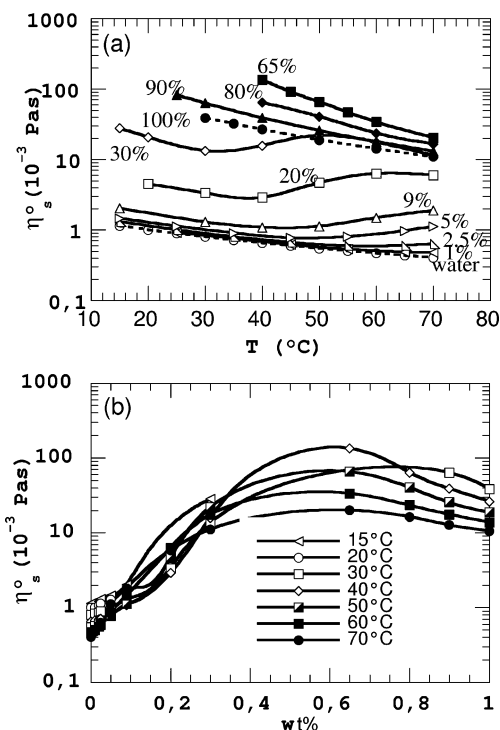 1000
(a)
65%
90%
80%
100
100%
30%
20%
10
9%
5%
1
2.5%
1%
water
0,1
10 20 30 40 50 60 70 80
T (°C)
η°s (10⁻³ Pas)
1000
(b)
100
10
15°C
20°C
30°C
1
40°C
50°C
60°C
70°C
0,1
0 0,2 0,4 0,6 0,8 1
wt%
η°s (10⁻³ Pas)